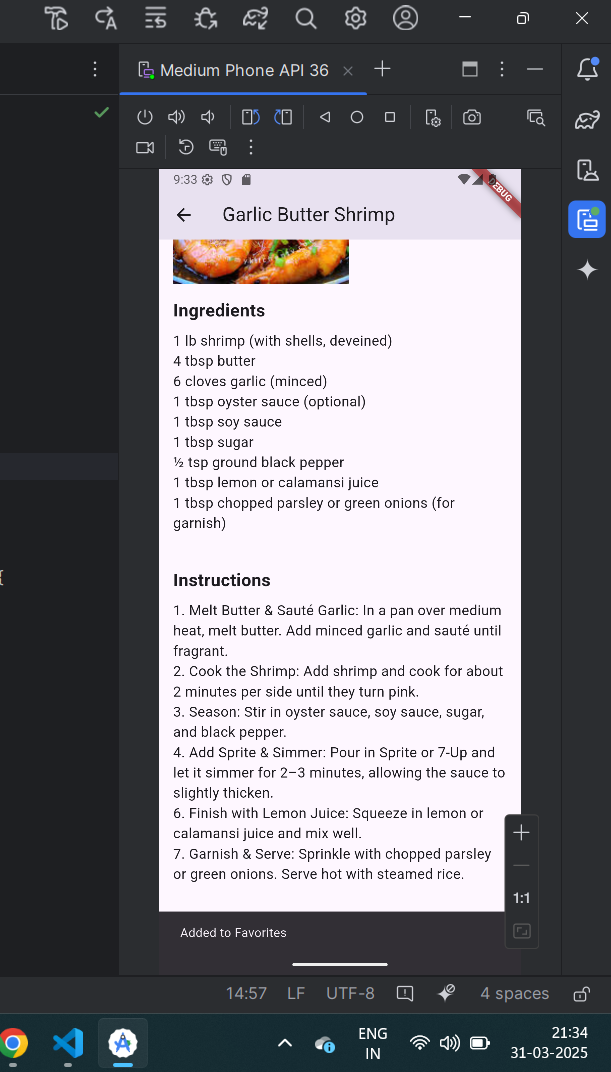 Medium Phone API 36
9:33
DEBUG
Garlic Butter Shrimp
Ingredients
1 lb shrimp (with shells, deveined)
4 tbsp butter
6 cloves garlic (minced)
1 tbsp oyster sauce (optional)
1 tbsp soy sauce
1 tbsp sugar
½ tsp ground black pepper
1 tbsp lemon or calamansi juice
1 tbsp chopped parsley or green onions (for
garnish)
Instructions
1. Melt Butter & Sauté Garlic: In a pan over medium
heat, melt butter. Add minced garlic and sauté until
fragrant.
2. Cook the Shrimp: Add shrimp and cook for about
2 minutes per side until they turn pink.
3. Season: Stir in oyster sauce, soy sauce, sugar,
and black pepper.
4. Add Sprite & Simmer: Pour in Sprite or 7-Up and
let it simmer for 2–3 minutes, allowing the sauce to
slightly thicken.
6. Finish with Lemon Juice: Squeeze in lemon or
calamansi juice and mix well.
7. Garnish & Serve: Sprinkle with chopped parsley
or green onions. Serve hot with steamed rice.
1:1
Added to Favorites
14:57 LF UTF-8 4 spaces
ENG
IN
21:34
31-03-2025